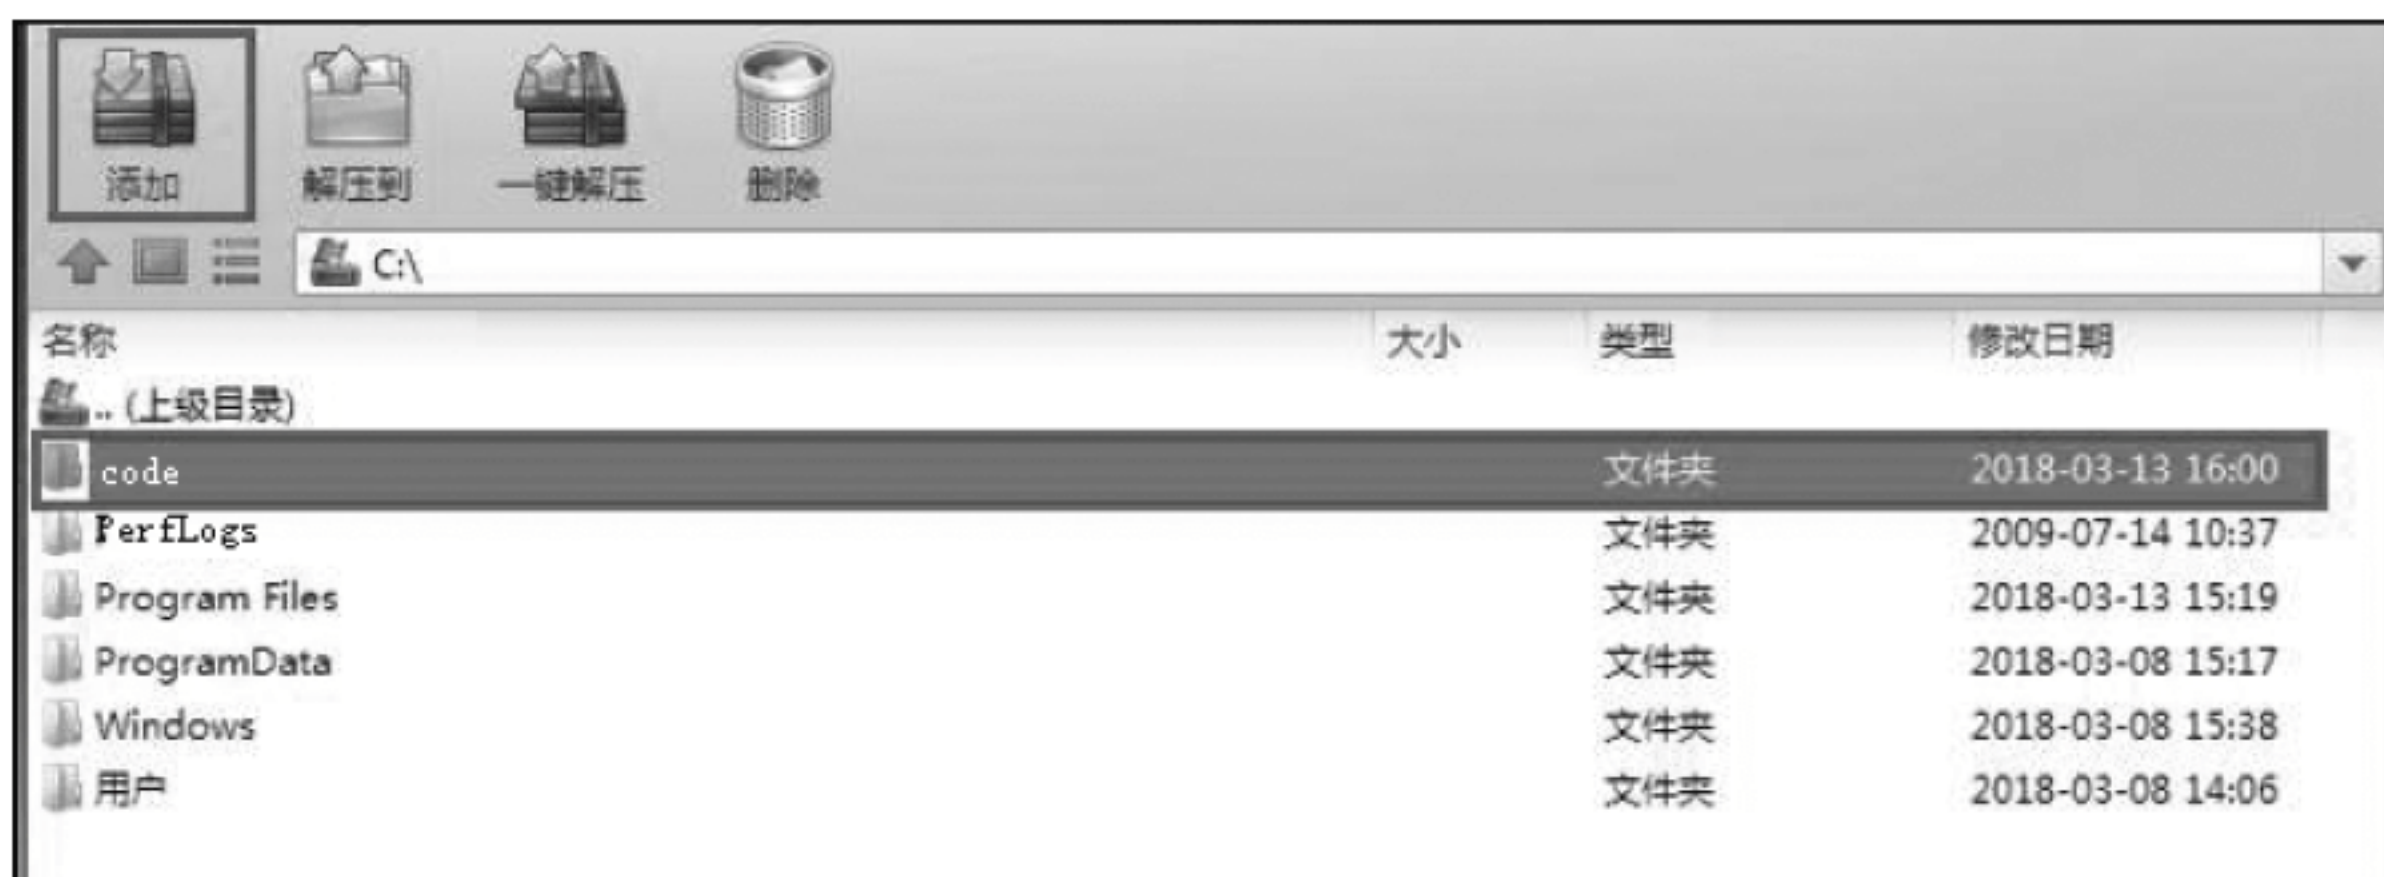 添加 解压到 一键解压 删除
C:\
名称 大小 类型 修改日期
.. (上级目录)
code 文件夹 2018-03-13 16:00
PerfLogs 文件夹 2009-07-14 10:37
Program Files 文件夹 2018-03-13 15:19
ProgramData 文件夹 2018-03-08 15:17
Windows 文件夹 2018-03-08 15:38
用户 文件夹 2018-03-08 14:06